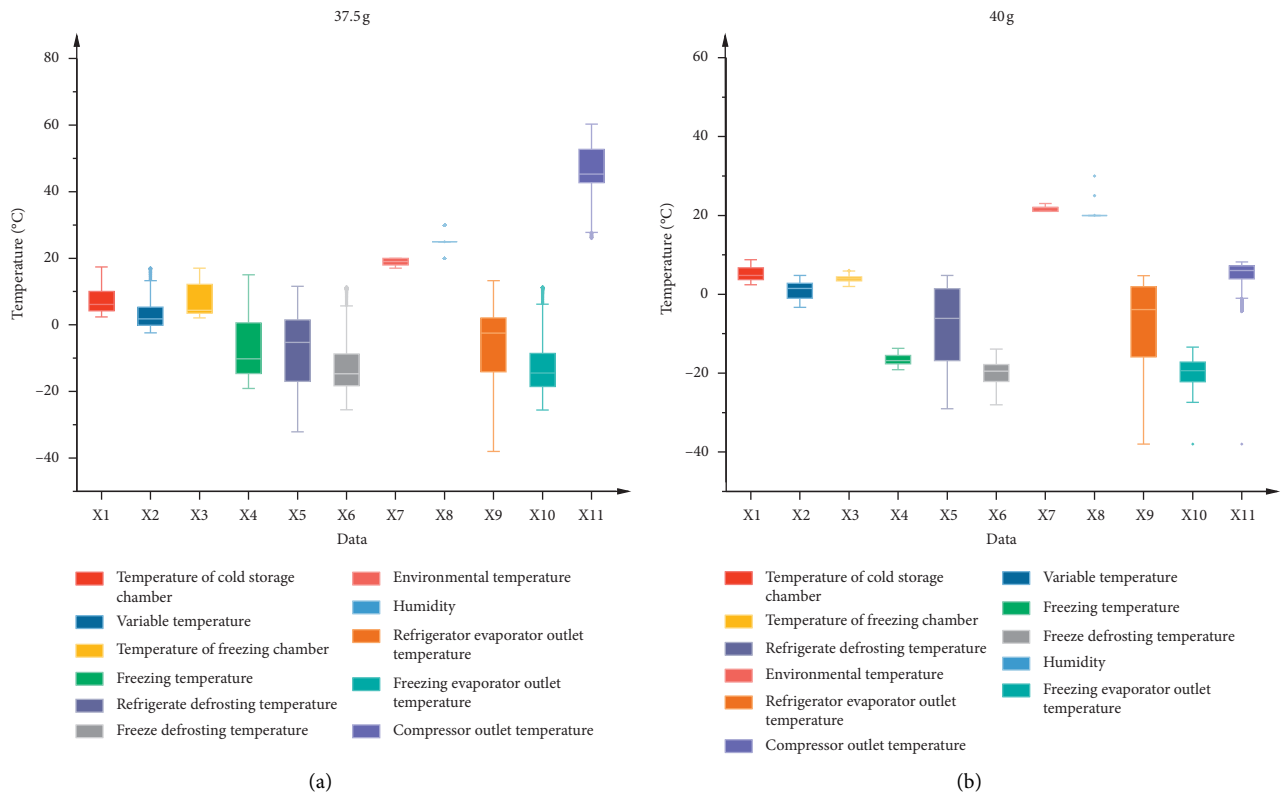 37.5 g
80
60
40
20
0
–20
–40
Temperature (°C)
X1 X2 X3 X4 X5 X6 X7 X8 X9 X10 X11
Data
Temperature of cold storage
chamber
Variable temperature
Temperature of freezing chamber
Freezing temperature
Refrigerate defrosting temperature
Freeze defrosting temperature
Environmental temperature
Humidity
Refrigerator evaporator outlet
temperature
Freezing evaporator outlet
temperature
Compressor outlet temperature
(a)
40 g
60
40
20
0
–20
–40
Temperature (°C)
X1 X2 X3 X4 X5 X6 X7 X8 X9 X10 X11
Data
Temperature of cold storage
chamber
Temperature of freezing chamber
Refrigerate defrosting temperature
Environmental temperature
Refrigerator evaporator outlet
temperature
Compressor outlet temperature
Variable temperature
Freezing temperature
Freeze defrosting temperature
Humidity
Freezing evaporator outlet
temperature
(b)